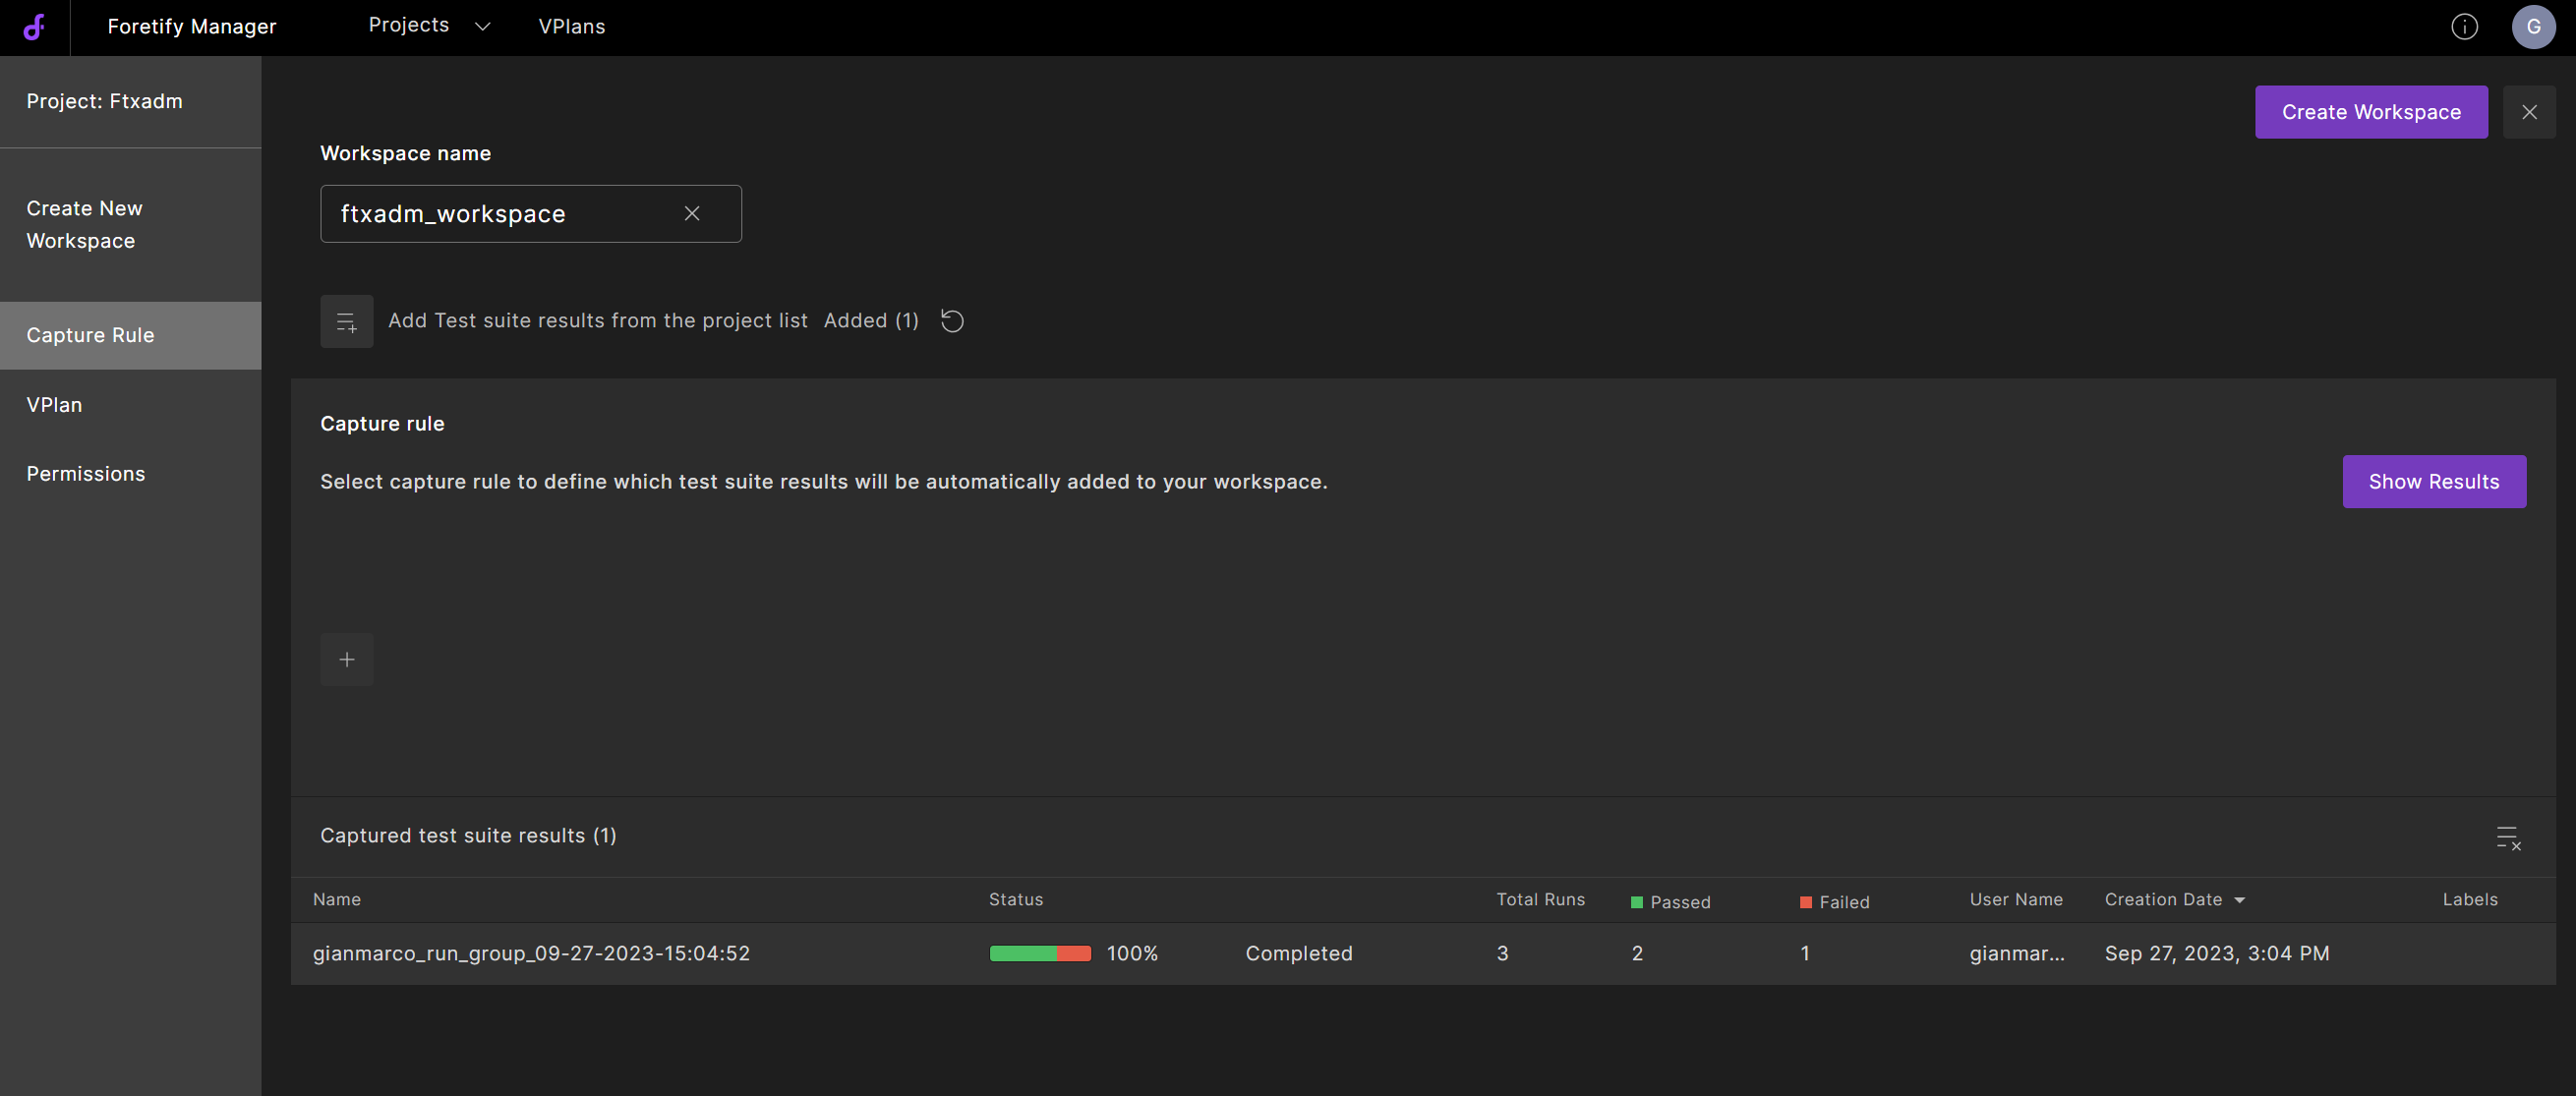 Foretify Manager
Projects
VPlans
G
Project: Ftxadm
Create Workspace
Workspace name
ftxadm_workspace
Create New
Workspace
Add Test suite results from the project list Added (1)
Capture Rule
VPlan
Permissions
Capture rule
Select capture rule to define which test suite results will be automatically added to your workspace.
Show Results
Captured test suite results (1)
Name Status Total Runs Passed Failed User Name Creation Date Labels
gianmarco_run_group_09-27-2023-15:04:52 100% Completed 3 2 1 gianmar... Sep 27, 2023, 3:04 PM